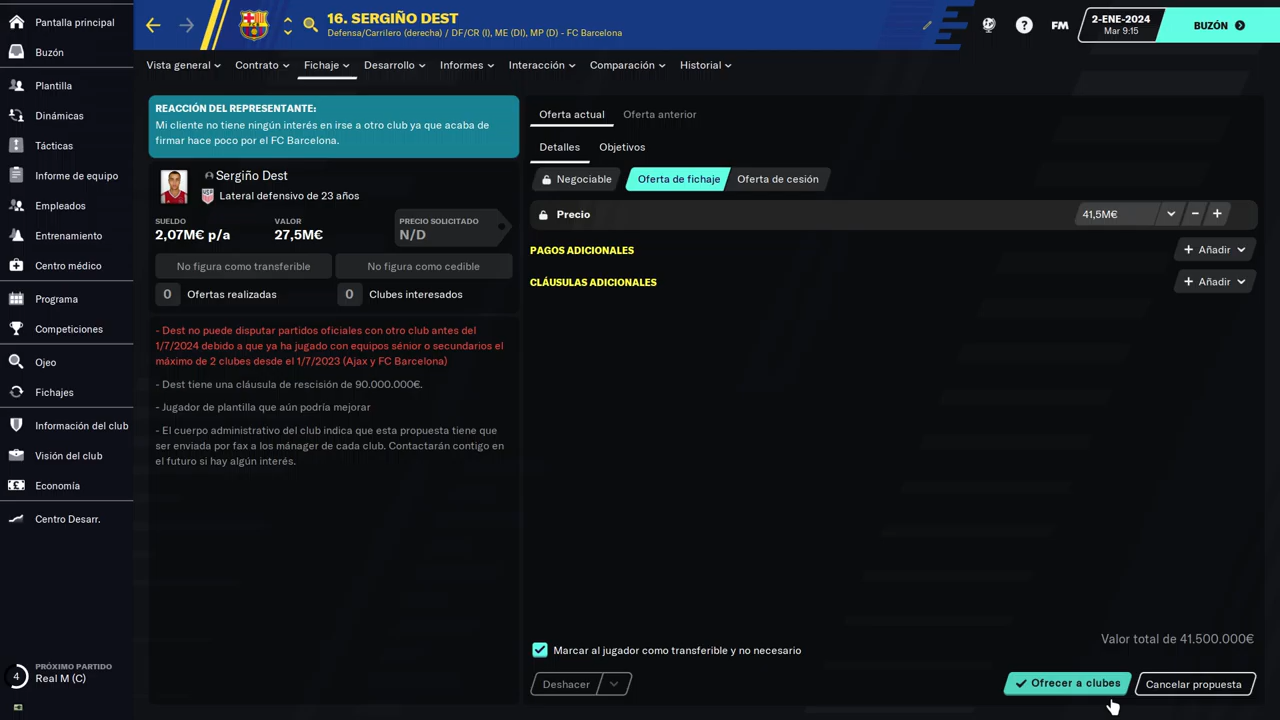 Pantalla principal
Buzón
Plantilla
Dinámicas
Tácticas
Informe de equipo
Empleados
Entrenamiento
Centro médico
Programa
Competiciones
Ojeo
Fichajes
Información del club
Visión del club
Economía
Centro Desarr.
4
PRÓXIMO PARTIDO
Real M (C)
16. SERGIÑO DEST
Defensa/Carrilero (derecha) / DF/CR (I), ME (DI), MP (D) - FC Barcelona
FM
2-ENE-2024
Mar 9:15
BUZÓN
Vista general
Contrato
Fichaje
Desarrollo
Informes
Interacción
Comparación
Historial
REACCIÓN DEL REPRESENTANTE:
Mi cliente no tiene ningún interés en irse a otro club ya que acaba de
firmar hace poco por el FC Barcelona.
Sergiño Dest
Lateral defensivo de 23 años
SUELDO
2,07M€ p/a
VALOR
27,5M€
PRECIO SOLICITADO
N/D
No figura como transferible
No figura como cedible
0 Ofertas realizadas
0 Clubes interesados
- Dest no puede disputar partidos oficiales con otro club antes del
1/7/2024 debido a que ya ha jugado con equipos sénior o secundarios el
máximo de 2 clubes desde el 1/7/2023 (Ajax y FC Barcelona)
- Dest tiene una cláusula de rescisión de 90.000.000€.
- Jugador de plantilla que aún podría mejorar
- El cuerpo administrativo del club indica que esta propuesta tiene que
ser enviada por fax a los mánager de cada club. Contactarán contigo en
el futuro si hay algún interés.
Oferta actual
Oferta anterior
Detalles
Objetivos
Negociable
Oferta de fichaje
Oferta de cesión
Precio
41,5M€
PAGOS ADICIONALES
+ Añadir
CLÁUSULAS ADICIONALES
+ Añadir
Valor total de 41.500.000€
Marcar al jugador como transferible y no necesario
Deshacer
Ofrecer a clubes
Cancelar propuesta